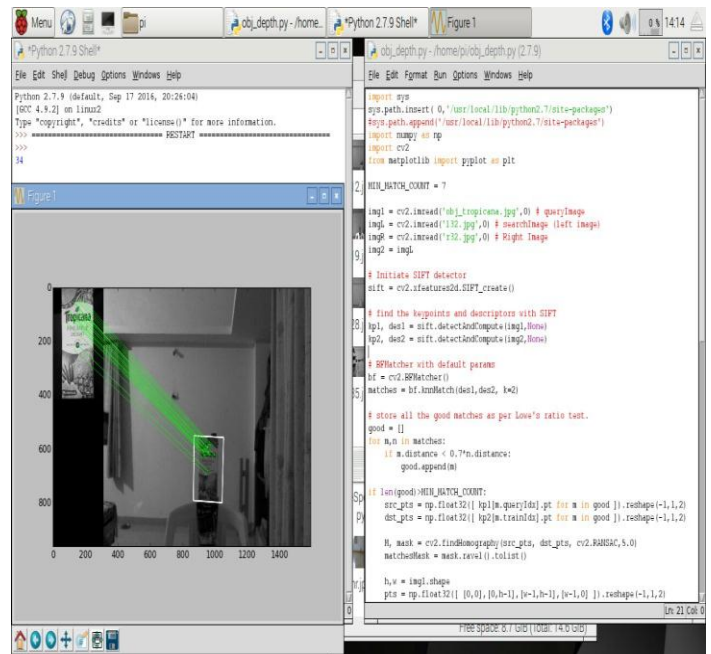 Menu
pi
obj_depth.py - /home..
*Python 2.7.9 Shell*
Figure 1
0 %
14:14
*Python 2.7.9 Shell*
File Edit Shell Debug Options Windows Help
Python 2.7.9 (default, Sep 17 2016, 20:26:04)
[GCC 4.9.2] on linux2
Type "copyright", "credits" or "license()" for more information.
>>> ================================ RESTART ================================
>>>
34
Figure 1
Tropicana
0
200
400
600
800
0 200 400 600 800 1000 1200 1400
obj_depth.py - /home/pi/obj_depth.py (2.7.9)
File Edit Format Run Options Windows Help
import sys
sys.path.insert( 0,'/usr/local/lib/python2.7/site-packages')
#sys.path.append('/usr/local/lib/python2.7/site-packages')
import numpy as np
import cv2
from matplotlib import pyplot as plt
MIN_MATCH_COUNT = 7
img1 = cv2.imread('obj_tropicana.jpg',0) # queryImage
imgL = cv2.imread('l32.jpg',0) # searchImage (left image)
imgR = cv2.imread('r32.jpg',0) # Right Image
img2 = imgL
# Initiate SIFT detector
sift = cv2.xfeatures2d.SIFT_create()
# find the keypoints and descriptors with SIFT
kp1, des1 = sift.detectAndCompute(img1,None)
kp2, des2 = sift.detectAndCompute(img2,None)
# BFMatcher with default params
bf = cv2.BFMatcher()
matches = bf.knnMatch(des1,des2, k=2)
# store all the good matches as per Lowe's ratio test.
good = []
for m,n in matches:
if m.distance < 0.7*n.distance:
good.append(m)
if len(good)>MIN_MATCH_COUNT:
src_pts = np.float32([ kp1[m.queryIdx].pt for m in good ]).reshape(-1,1,2)
dst_pts = np.float32([ kp2[m.trainIdx].pt for m in good ]).reshape(-1,1,2)
M, mask = cv2.findHomography(src_pts, dst_pts, cv2.RANSAC,5.0)
matchesMask = mask.ravel().tolist()
h,w = img1.shape
pts = np.float32([ [0,0],[0,h-1],[w-1,h-1],[w-1,0] ]).reshape(-1,1,2)
Ln: 21 Col: 0
Free space: 8.7 GiB (Total: 14.6 GiB)